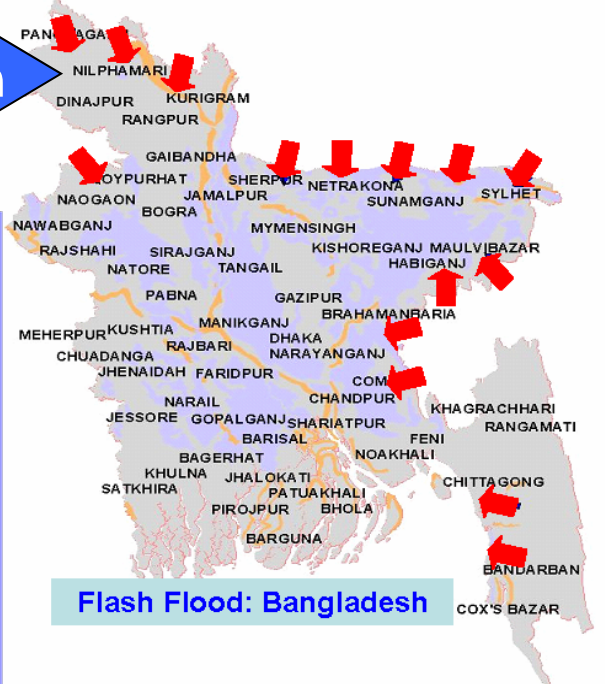 NILPHAMARI
DINAJPUR
KURIGRAM
RANGPUR
GAIBANDHA
SHERPUR
NETRAKONA
SYLHET
NAOGAON
JAMALPUR
SUNAMGANJ
BOGRA
NAWABGANJ
MYMENSINGH
RAJSHAHI
SIRAJGANJ
KISHOREGANJ
MAULVIBAZAR
NATORE
TANGAIL
HABIGANJ
PABNA
GAZIPUR
BRAHAMANBARIA
MEHERPUR
KUSHTIA
MANIKGANJ
DHAKA
RAJBARI
CHUADANGA
NARAYANGANJ
JHENAIDAH
FARIDPUR
COM
NARAIL
CHANDPUR
KHAGRACHHARI
JESSORE
GOPALGANJ
SHARIATPUR
RANGAMATI
BARISAL
FENI
BAGERHAT
NOAKHALI
KHULNA
JHALOKATI
CHITTAGONG
SATKHIRA
PATUAKHALI
PIROJPUR
BHOLA
BARGUNA
BANDARBAN
Flash Flood: Bangladesh
COX'S BAZAR